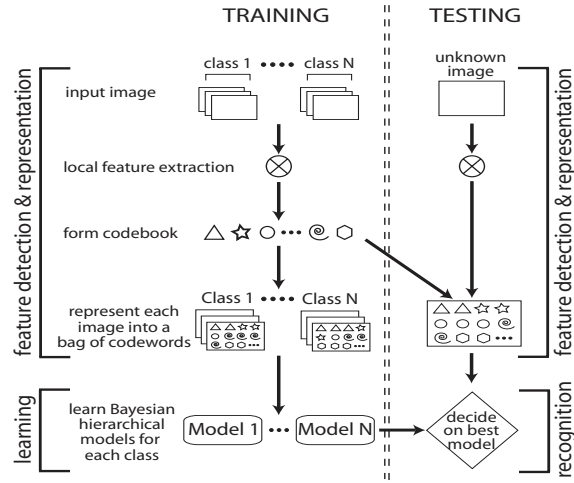 TRAINING
TESTING
feature detection & representation
input image
class 1
class N
local feature extraction
form codebook
represent each
image into a
bag of codewords
Class 1
Class N
learning
learn Bayesian
hierarchical
models for
each class
Model 1
Model N
unknown
image
feature detection & representation
decide
on best
model
recognition